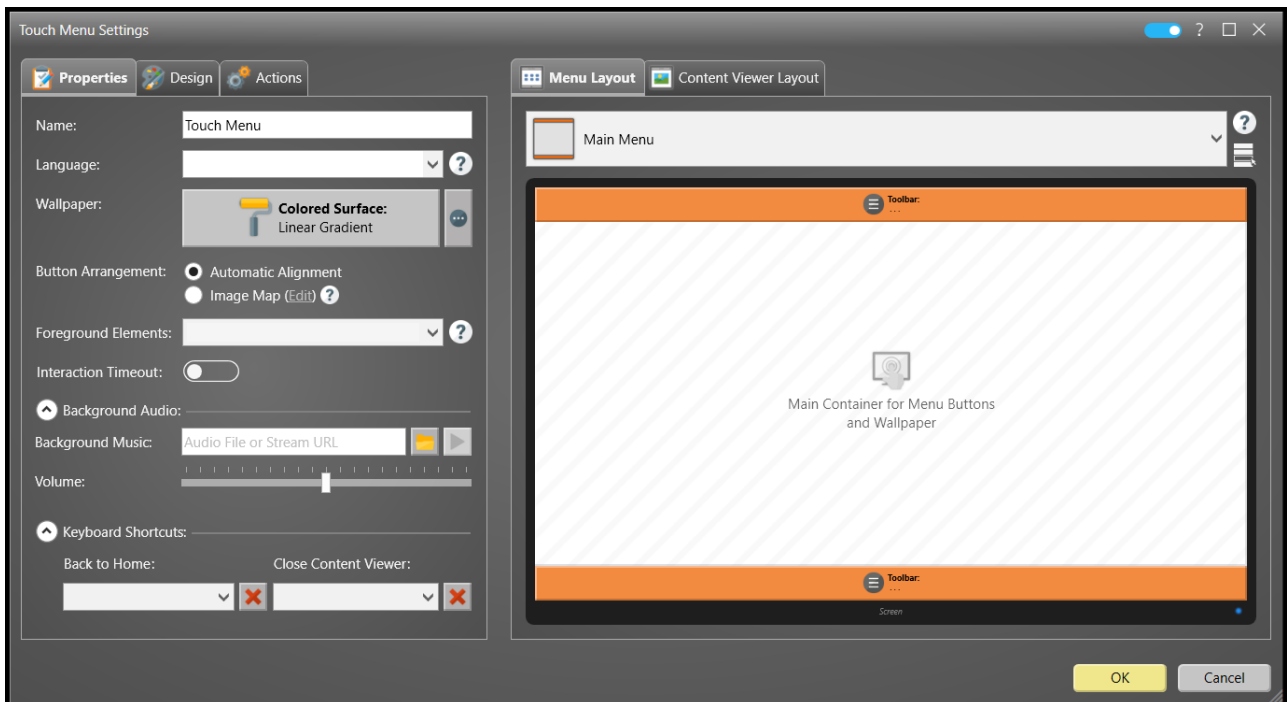 Touch Menu Settings
?
Properties
Design
Actions
Menu Layout
Content Viewer Layout
Name:
Touch Menu
Language:
?
Wallpaper:
Colored Surface:
Linear Gradient
Button Arrangement:
Automatic Alignment
Image Map (Edit) ?
Foreground Elements:
?
Interaction Timeout:
Background Audio:
Background Music:
Audio File or Stream URL
Volume:
Keyboard Shortcuts:
Back to Home:
Close Content Viewer:
Main Menu
?
Toolbar:
...
Main Container for Menu Buttons
and Wallpaper
Toolbar:
...
Screen
OK
Cancel